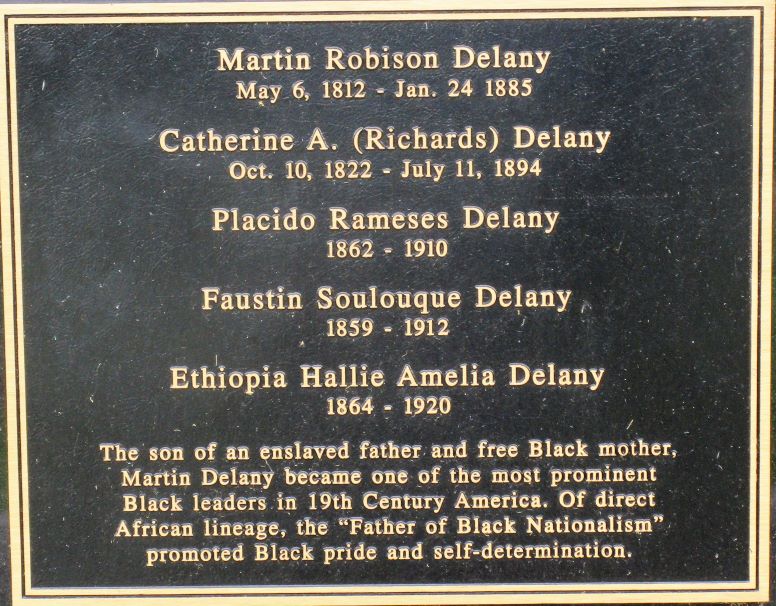 Martin Robison Delany
May 6, 1812 - Jan. 24 1885
Catherine A. (Richards) Delany
Oct. 10, 1822 - July 11, 1894
Placido Rameses Delany
1862 - 1910
Faustin Soulouque Delany
1859 - 1912
Ethiopia Hallie Amelia Delany
1864 - 1920
The son of an enslaved father and free Black mother,
Martin Delany became one of the most prominent
Black leaders in 19th Century America. Of direct
African lineage, the “Father of Black Nationalism”
promoted Black pride and self-determination.